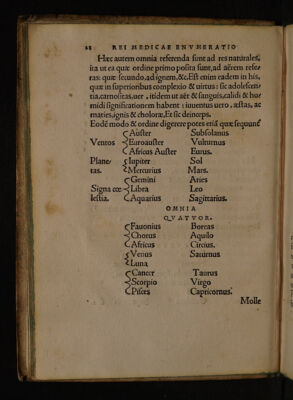 28 REI MEDICAE ENVMERATIO
Hæc autem omnia referenda sunt ad res naturales,
ita ut ea quæ ordine primo posita sunt, ad aërem refe
ras: quæ secundo, ad ignem, &c. Est enim eadem in his,
quæ in superioribus complexio & uirtus: sic adolescen
tia, carnositas, uer, itidem ut aër & sanguis, calidi & hu
midi significationem habent: iuuentus uero, æstas, ac
maries, ignis & choloræ, Et sic deinceps.
Eodē modo & ordine digerere potes etiā quæ sequunt̃
Auster Subsolanus
Ventos Euroauster Vulturnus
Africus Auster Eurus.
Plane- Iupiter Sol
tas. Mercurius Mars.
Gemini Aries
Signa cœ Libra Leo
lestia. Aquarius Sagittarius.
OMNIA
QVATVOR.
Fauonius Boreas
Chorus Aquilo
Africus Circius.
Venus Saturnus
Luna
Cancer Taurus
Scorpio Virgo
Pisces Capricornus.
Molle